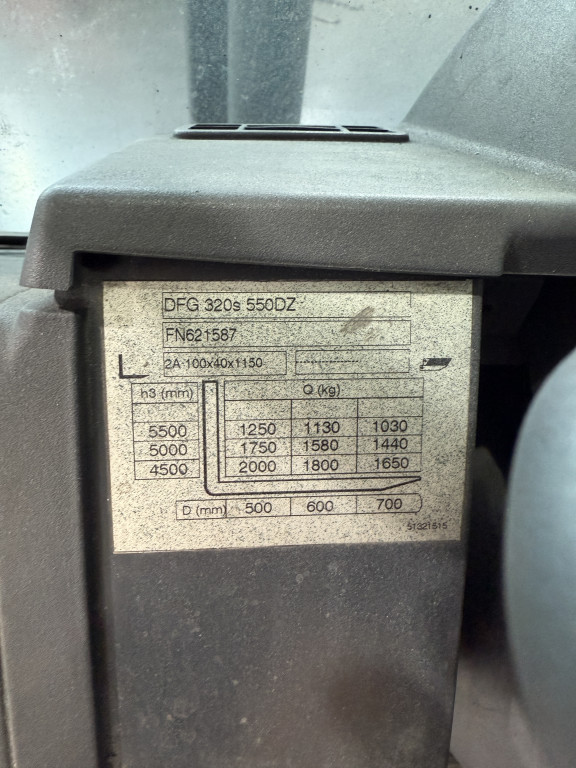 DFG 320s 550DZ
FN621587
2A 100x40x1150
h3 (mm) Q (kg)
5500 1250 1130 1030
5000 1750 1580 1440
4500 2000 1800 1650
D (mm) 500 600 700
51321515